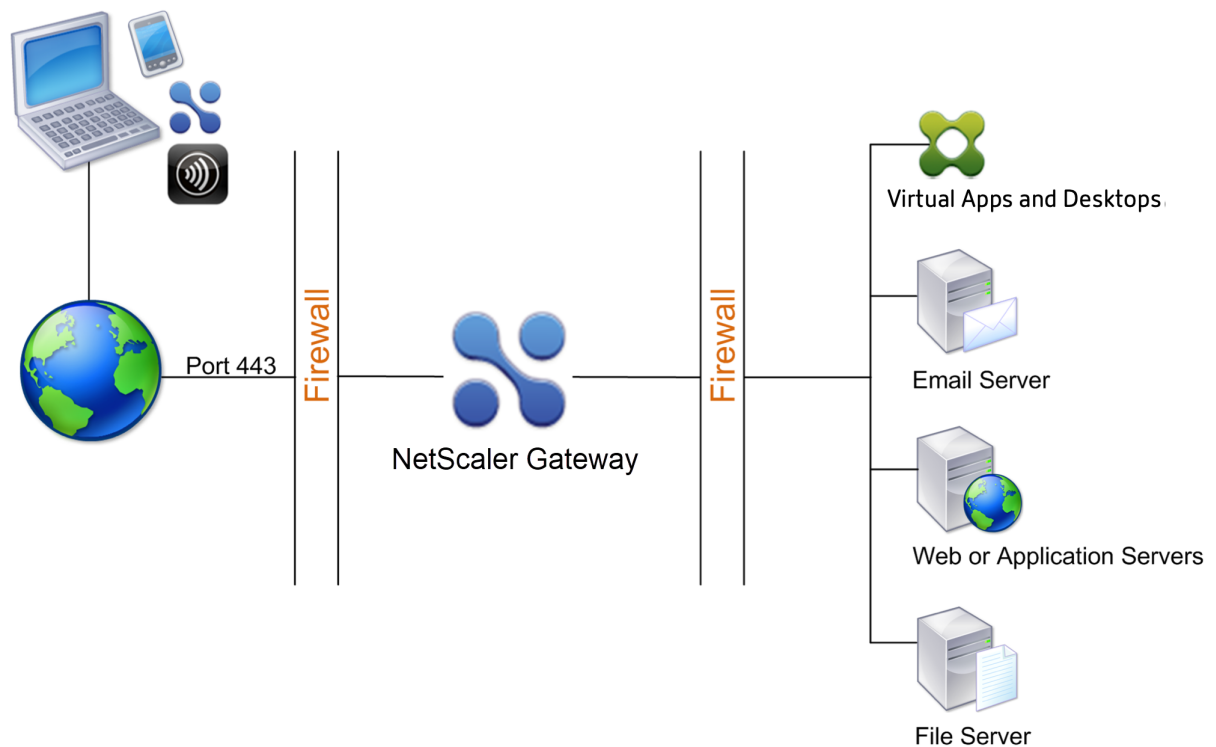 Port 443
Firewall
NetScaler Gateway
Firewall
Virtual Apps and Desktops
Email Server
Web or Application Servers
File Server